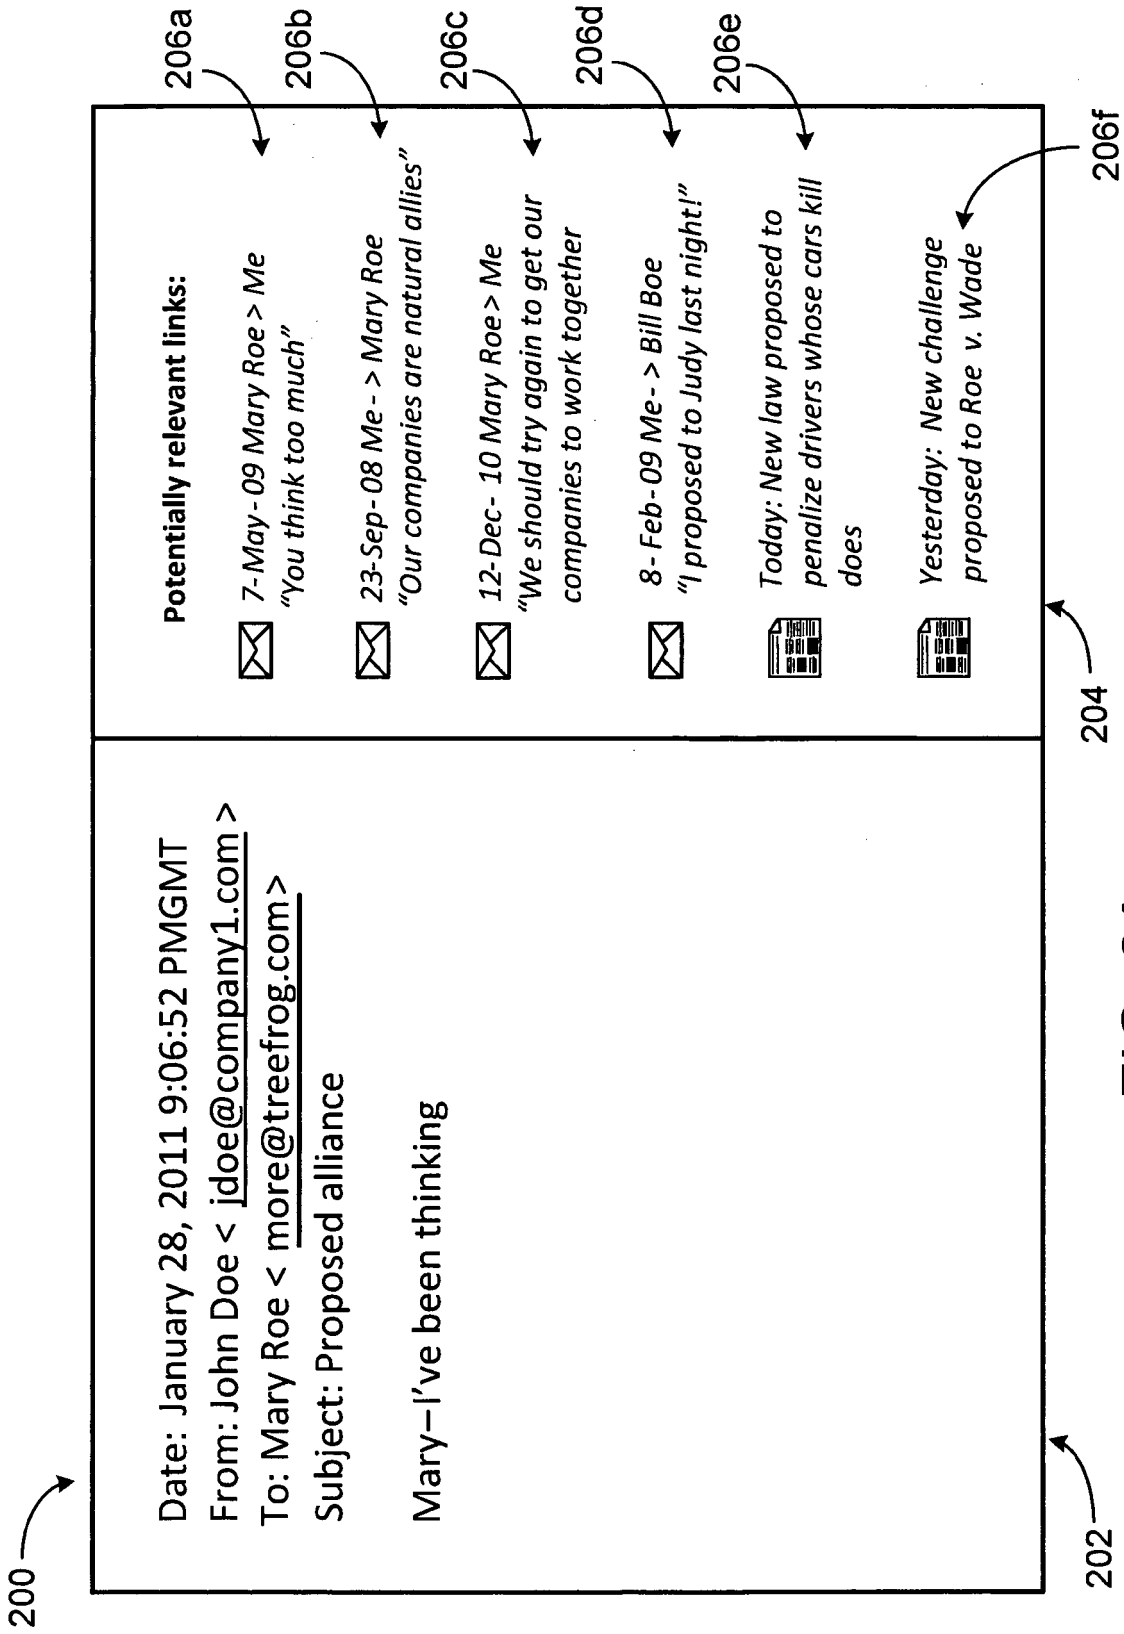 200
Date: January 28, 2011 9:06:52 PMGMT
From: John Doe < jdoe@company1.com >
To: Mary Roe < more@treefrog.com>
Subject: Proposed alliance
Mary–I've been thinking
202
Potentially relevant links:
7-May-09 Mary Roe > Me
"You think too much"
206a
23-Sep-08 Me- > Mary Roe
"Our companies are natural allies"
206b
12-Dec- 10 Mary Roe > Me
"We should try again to get our
companies to work together
206c
8- Feb- 09 Me- > Bill Boe
"I proposed to Judy last night!"
206d
Today: New law proposed to
penalize drivers whose cars kill
does
206e
Yesterday: New challenge
proposed to Roe v. Wade
206f
204